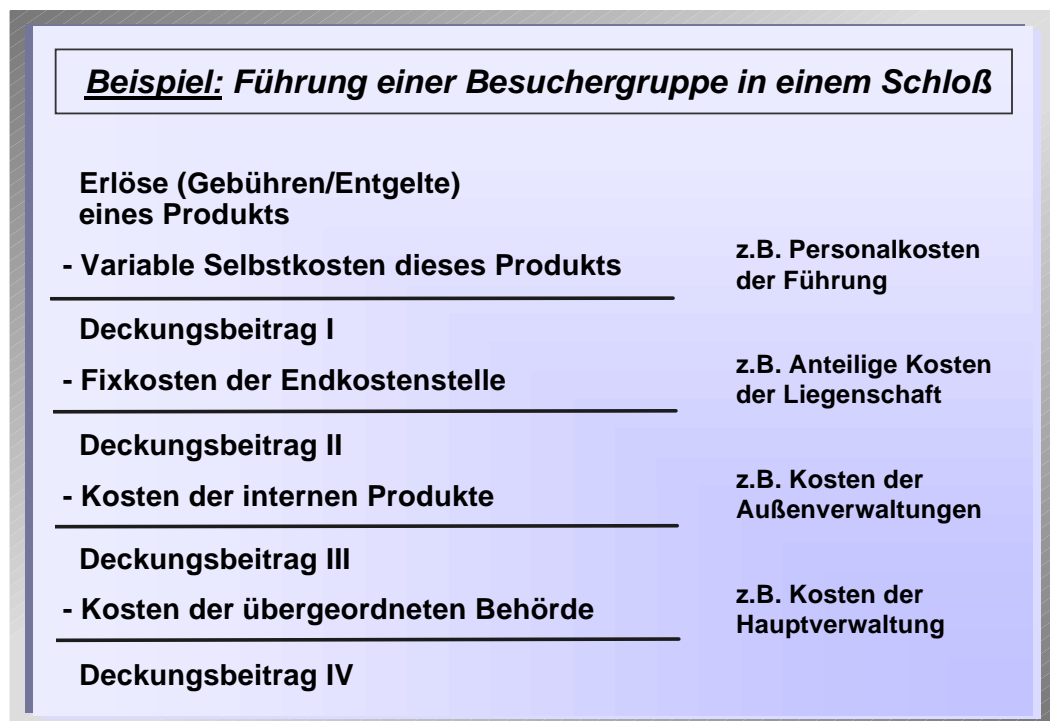 Beispiel: Führung einer Besuchergruppe in einem Schloß
Erlöse (Gebühren/Entgelte)
eines Produkts
- Variable Selbstkosten dieses Produkts
z.B. Personalkosten
der Führung
Deckungsbeitrag I
- Fixkosten der Endkostenstelle
z.B. Anteilige Kosten
der Liegenschaft
Deckungsbeitrag II
- Kosten der internen Produkte
z.B. Kosten der
Außenverwaltungen
Deckungsbeitrag III
- Kosten der übergeordneten Behörde
z.B. Kosten der
Hauptverwaltung
Deckungsbeitrag IV